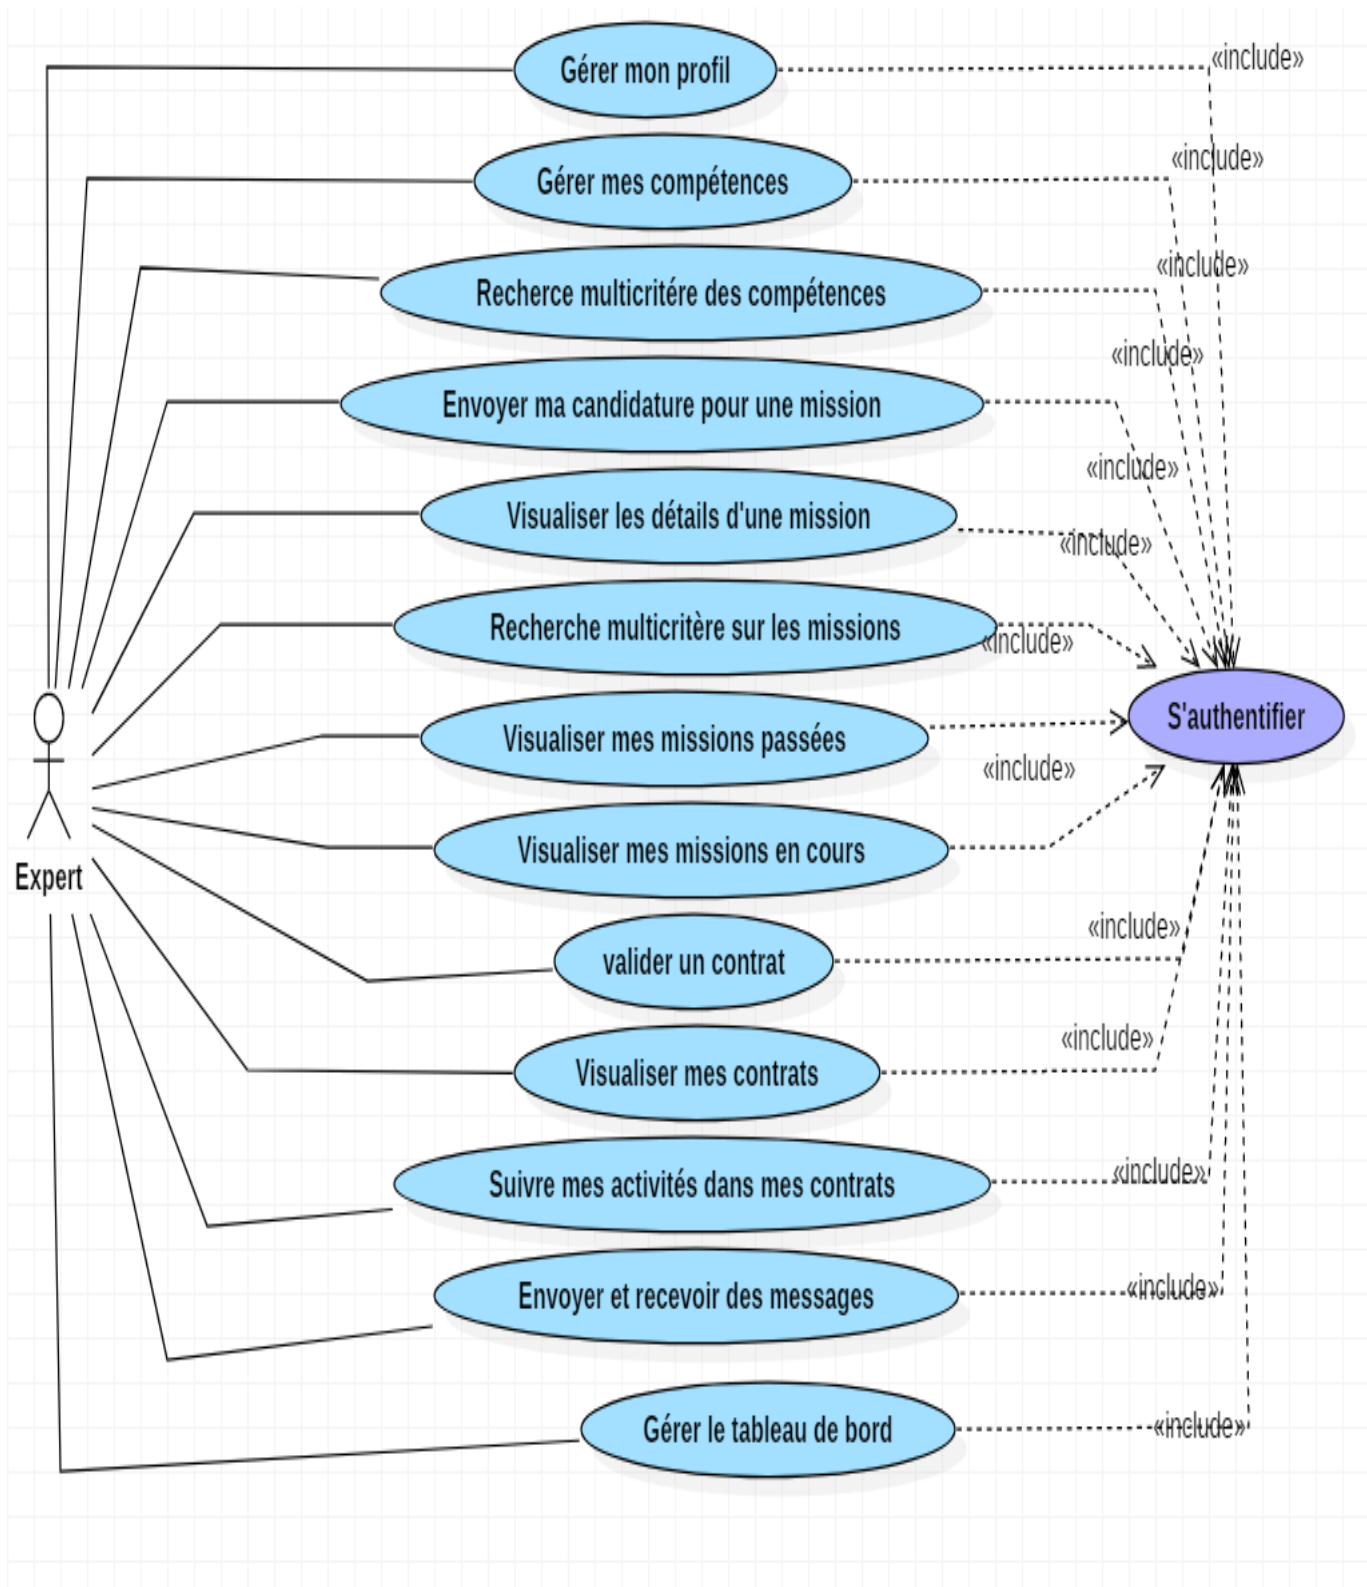 Gérer mon profil
«include»
Gérer mes compétences
«include»
Recherce multicritére des compétences
«include»
Envoyer ma candidature pour une mission
«include»
Visualiser les détails d'une mission
«include»
«include»
Recherche multicritère sur les missions
«include»
S'authentifier
Visualiser mes missions passées
«include»
Visualiser mes missions en cours
Expert
valider un contrat
«include»
Visualiser mes contrats
«include»
Suivre mes activités dans mes contrats
«include»
Envoyer et recevoir des messages
«include»
Gérer le tableau de bord
«include»